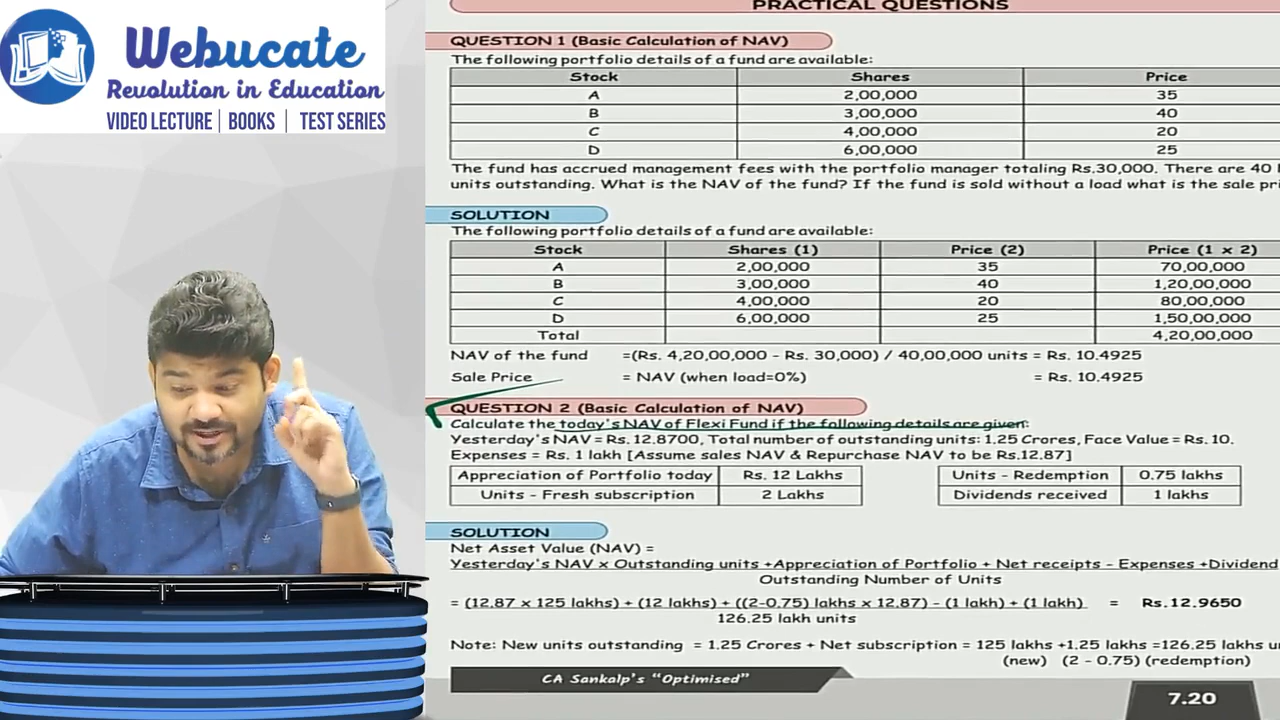 Webucate
Revolution in Education
VIDEO LECTURE | BOOKS | TEST SERIES
PRACTICAL QUESTIONS
QUESTION 1 (Basic Calculation of NAV)
The following portfolio details of a fund are available:
Stock Shares Price
A 2,00,000 35
B 3,00,000 40
C 4,00,000 20
D 6,00,000 25
The fund has accrued management fees with the portfolio manager totaling Rs.30,000. There are 40
units outstanding. What is the NAV of the fund? If the fund is sold without a load what is the sale
SOLUTION
The following portfolio details of a fund are available:
Stock Shares (1) Price (2) Price (1 x 2)
A 2,00,000 35 70,00,000
B 3,00,000 40 1,20,00,000
C 4,00,000 20 80,00,000
D 6,00,000 25 1,50,00,000
Total 4,20,00,000
NAV of the fund =(Rs. 4,20,00,000 - Rs. 30,000) / 40,00,000 units = Rs. 10.4925
Sale Price = NAV (when load=0%) = Rs. 10.4925
QUESTION 2 (Basic Calculation of NAV)
Calculate the today's NAV of Flexi Fund if the following details are given:
Yesterday's NAV = Rs. 12.8700, Total number of outstanding units: 1.25 Crores, Face Value = Rs. 10.
Expenses = Rs. 1 lakh [Assume sales NAV & Repurchase NAV to be Rs.12.87]
Appreciation of Portfolio today Rs. 12 Lakhs Units - Redemption 0.75 lakhs
Units - Fresh subscription 2 Lakhs Dividends received 1 lakhs
SOLUTION
Net Asset Value (NAV) =
Yesterday's NAV x Outstanding units +Appreciation of Portfolio + Net receipts - Expenses +Dividend
Outstanding Number of Units
= (12.87 x 125 lakhs) + (12 lakhs) + ((2-0.75) lakhs x 12.87) - (1 lakh) + (1 lakh) = Rs.12.9650
126.25 lakh units
Note: New units outstanding = 1.25 Crores + Net subscription = 125 lakhs +1.25 lakhs =126.25 lakhs
(new) (2 - 0.75) (redemption)
CA Sankalp's "Optimised"
7.20